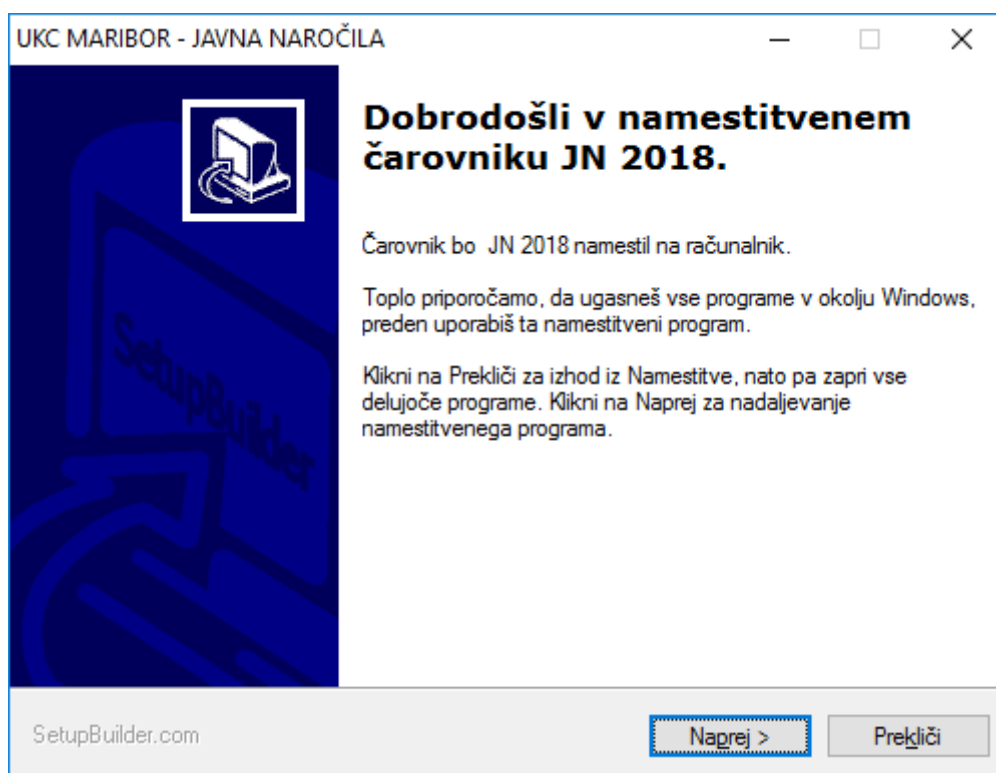 UKC MARIBOR - JAVNA NAROČILA
Dobrodošli v namestitvenem
čarovniku JN 2018.
Čarovnik bo  JN 2018 namestil na računalnik.
Toplo priporočamo, da ugasneš vse programe v okolju Windows,
preden uporabiš ta namestitveni program.
Klikni na Prekliči za izhod iz Namestitve, nato pa zapri vse
delujoče programe. Klikni na Naprej za nadaljevanje
namestitvenega programa.
SetupBuilder
SetupBuilder.com
Naprej >
Prekliči